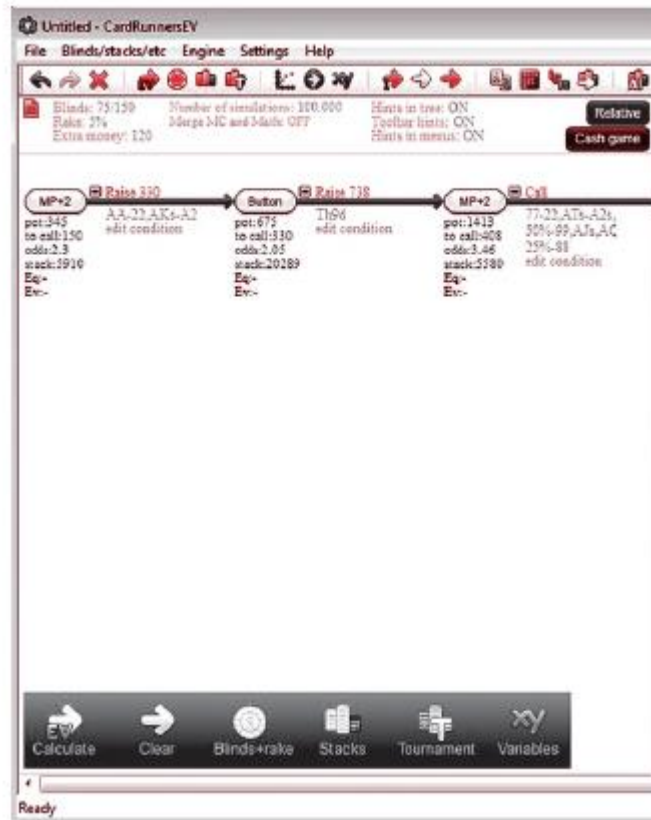 Untitled - CardRunnersEV
File Blinds/stacks/etc Engine Settings Help
Blinds: 75/150 Number of simulations: 100.000 Hints in tree: ON
Rake: 5% Merge MC and Math: OFF Toolbar hints: ON
Extra money: 120 Hints in menus: ON
Relative
Cash game
MP+2 Raise 330 Button Raise 738 MP+2 Call
pot:345 AA-22,AKs-A2 pot:675 Th9d pot:1413 77-22,ATs-A2s,
to call:150 edit condition to call:330 edit condition to call:408 50%-99,AJs,AQ
odds:2.3 odds:2.05 odds:3.46 25%-88
stack:5910 stack:20289 stack:5580 edit condition
Eq:- Eq:- Eq:-
Ev:- Ev:- Ev:-
Calculate Clear Blinds+rake Stacks Tournament Variables
Ready